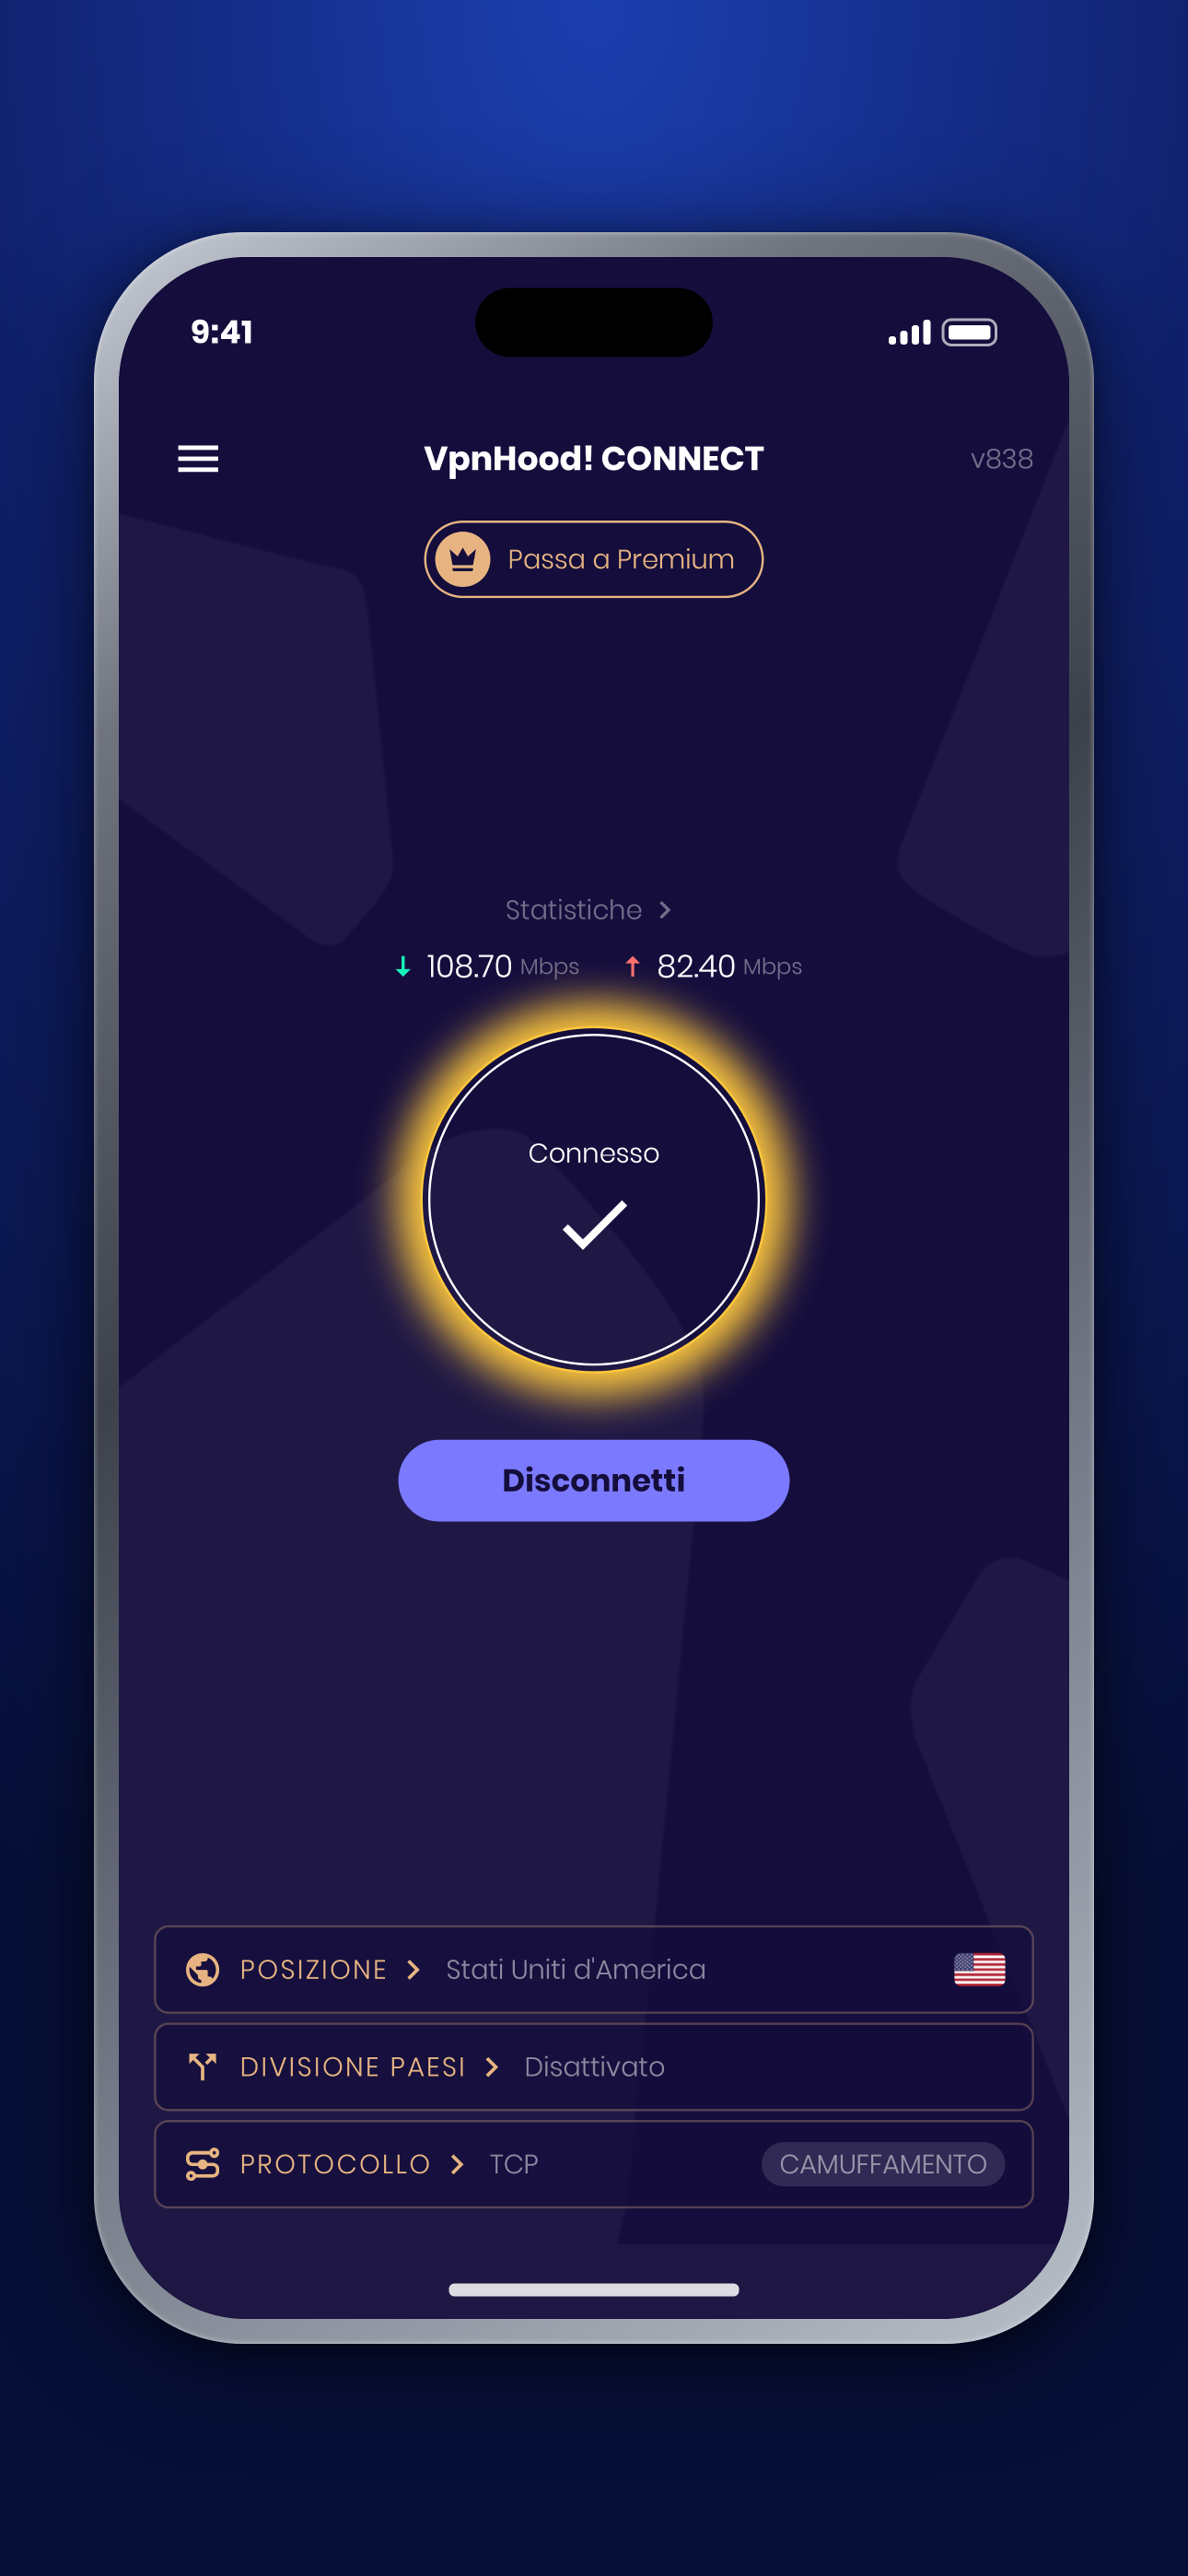 9:41
VpnHood! CONNECT
v838
Passa a Premium
Statistiche
108.70 Mbps 82.40 Mbps
Connesso
Disconnetti
POSIZIONE Stati Uniti d'America
DIVISIONE PAESI Disattivato
PROTOCOLLO TCP CAMUFFAMENTO